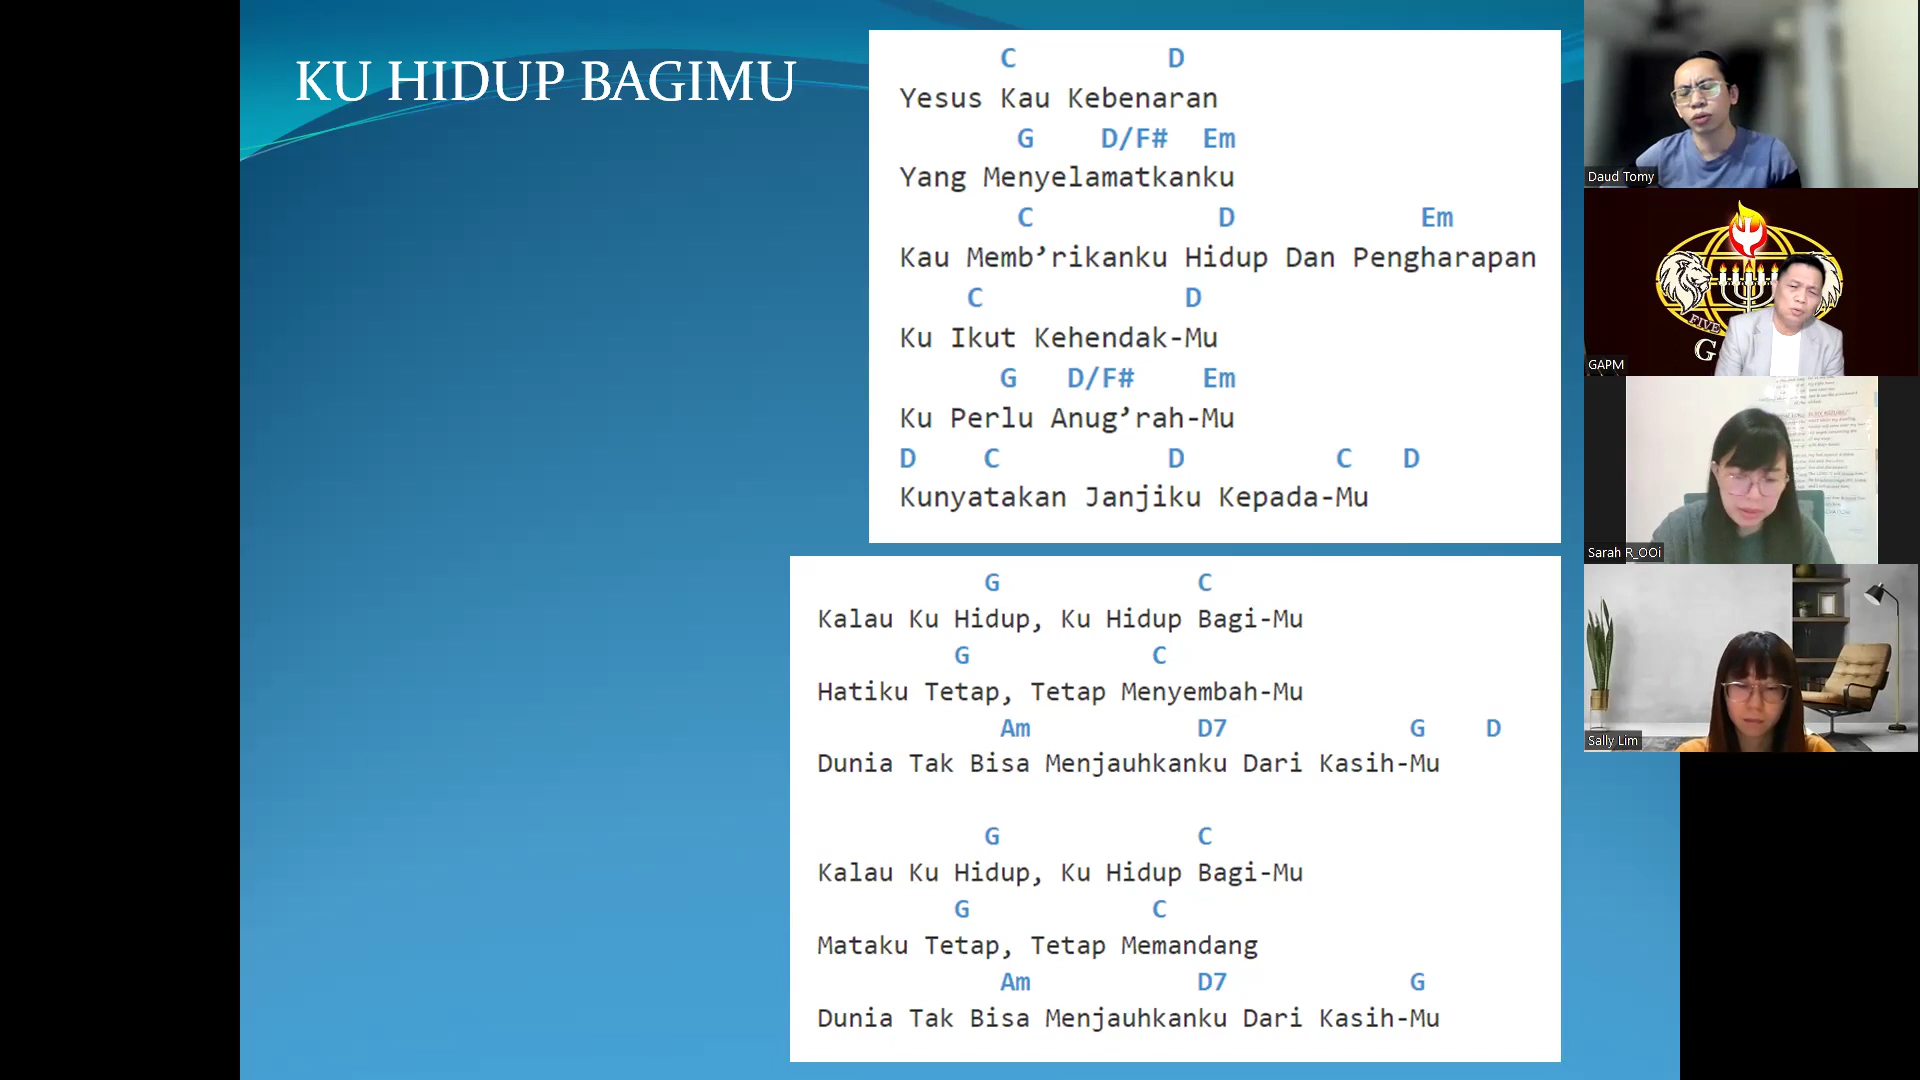 KU HIDUP BAGIMU
C D
Yesus Kau Kebenaran
G D/F# Em
Yang Menyelamatkanku
C D Em
Kau Memb’rikanku Hidup Dan Pengharapan
C D
Ku Ikut Kehendak-Mu
G D/F# Em
Ku Perlu Anug’rah-Mu
D C D C D
Kunyatakan Janjiku Kepada-Mu
G C
Kalau Ku Hidup, Ku Hidup Bagi-Mu
G C
Hatiku Tetap, Tetap Menyembah-Mu
Am D7 G D
Dunia Tak Bisa Menjauhkanku Dari Kasih-Mu
G C
Kalau Ku Hidup, Ku Hidup Bagi-Mu
G C
Mataku Tetap, Tetap Memandang
Am D7 G
Dunia Tak Bisa Menjauhkanku Dari Kasih-Mu
Daud Tomy
FIVE
G
GAPM
Sarah R_OOi
Sally Lim